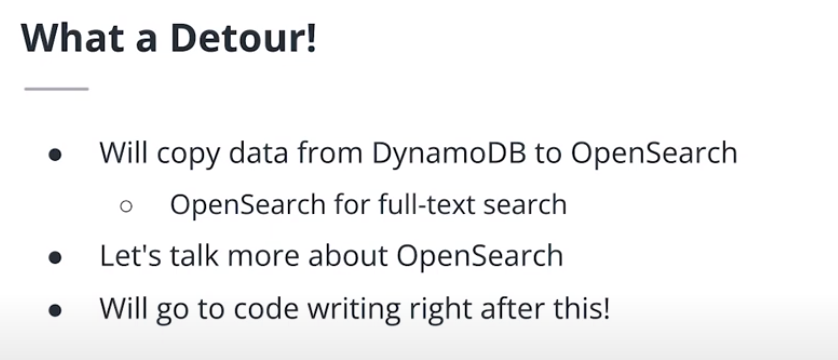 What a Detour!
● Will copy data from DynamoDB to OpenSearch
○ OpenSearch for full-text search
● Let's talk more about OpenSearch
● Will go to code writing right after this!